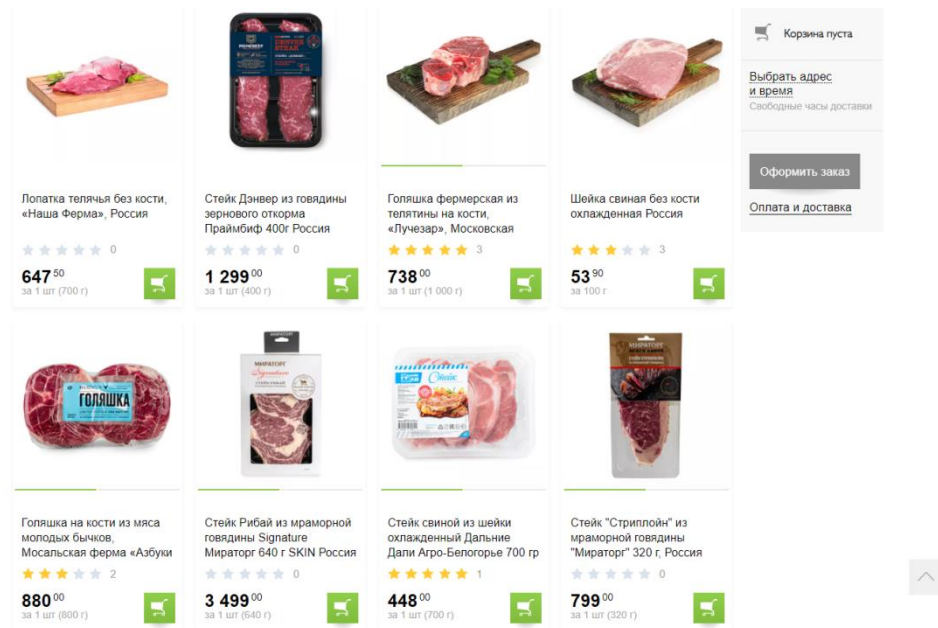 Корзина пуста
Выбрать адрес
и время
Свободные часы доставки
Оформить заказ
Оплата и доставка
DENVER
STEAK
Лопатка телячья без кости,
«Наша Ферма», Россия
0
647 50
за 1 шт (700 г)
Стейк Дэнвер из говядины
зернового откорма
Праймбиф 400г Россия
0
1 299 00
за 1 шт (400 г)
Голяшка фермерская из
телятины на кости,
«Лучезар», Московская
3
738 00
за 1 шт (1 000 г)
Шейка свиная без кости
охлажденная Россия
3
53 90
за 100 г
ГОЛЯШКА
МИРАТОРГ
Signature
Стейк
МИРАТОРГ
Голяшка на кости из мяса
молодых бычков,
Мосальская ферма «Азбуки
2
880 00
за 1 шт (800 г)
Стейк Рибай из мраморной
говядины Signature
Мираторг 640 г SKIN Россия
0
3 499 00
за 1 шт (640 г)
Стейк свиной из шейки
охлажденный Дальние
Дали Агро-Белогорье 700 гр
1
448 00
за 1 шт (700 г)
Стейк "Стриплойн" из
мраморной говядины
"Мираторг" 320 г, Россия
0
799 00
за 1 шт (320 г)